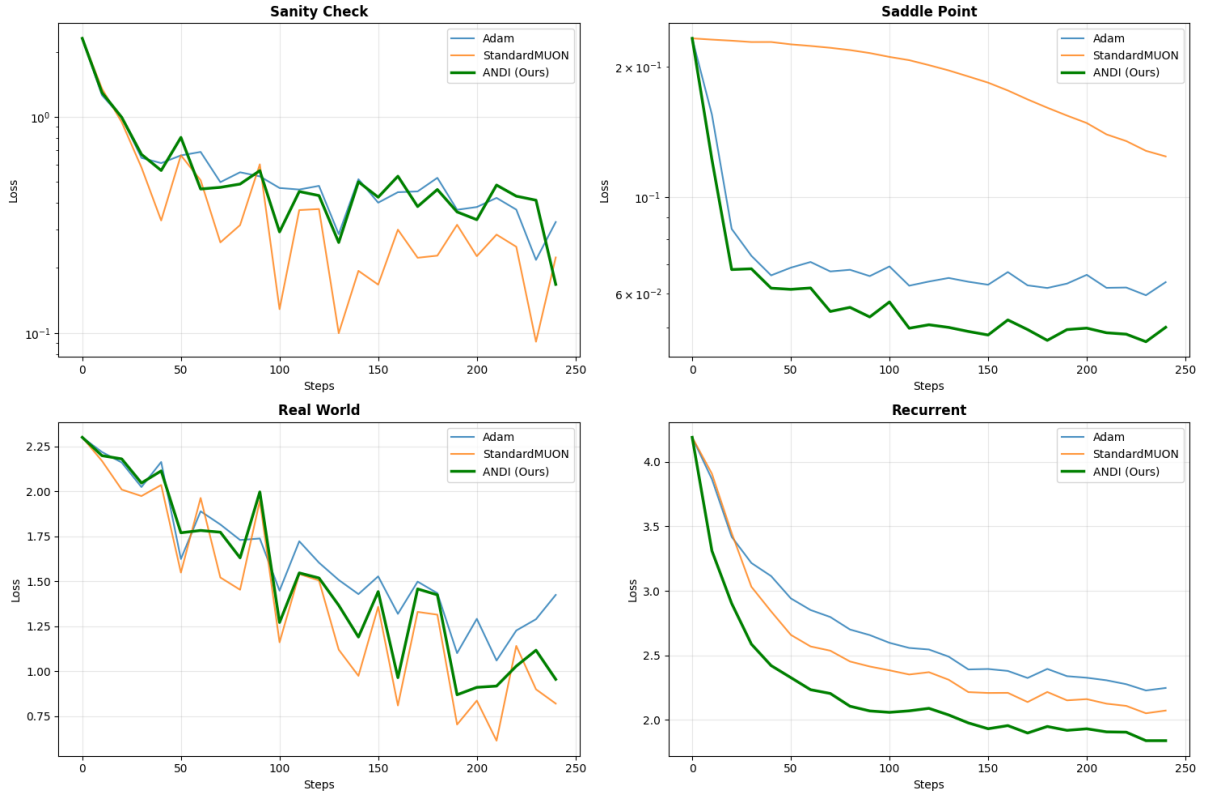 Sanity Check
Loss
10⁰
10⁻¹
0
50
100
150
200
250
Steps
Adam
StandardMUON
ANDI (Ours)
Saddle Point
Loss
2 × 10⁻¹
10⁻¹
6 × 10⁻²
0
50
100
150
200
250
Steps
Adam
StandardMUON
ANDI (Ours)
Real World
Loss
2.25
2.00
1.75
1.50
1.25
1.00
0.75
0
50
100
150
200
250
Steps
Adam
StandardMUON
ANDI (Ours)
Recurrent
Loss
4.0
3.5
3.0
2.5
2.0
0
50
100
150
200
250
Steps
Adam
StandardMUON
ANDI (Ours)